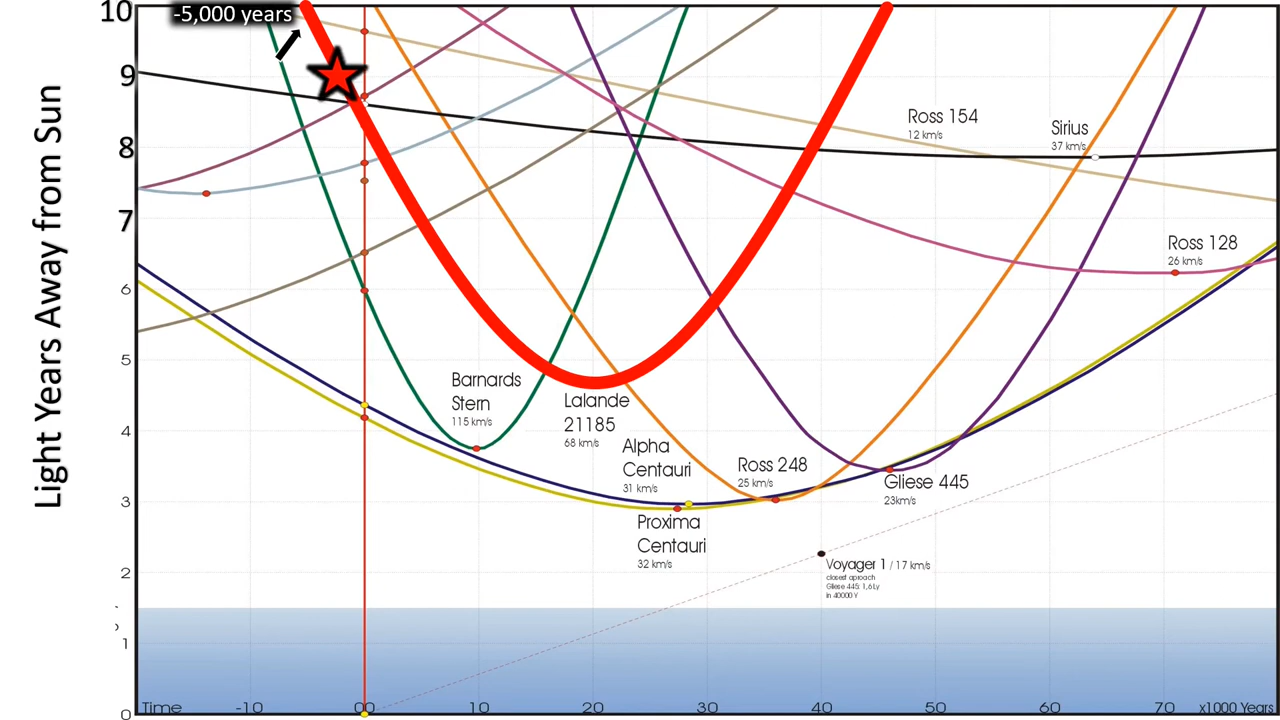 -5,000 years
Light Years Away from Sun
10
9
8
7
6
5
4
3
2
1
0
Ross 154
12 km/s
Sirius
37 km/s
Ross 128
26 km/s
Barnards
Stern
115 km/s
Lalande
21185
68 km/s
Alpha
Centauri
31 km/s
Ross 248
25 km/s
Gliese 445
23km/s
Proxima
Centauri
32 km/s
Voyager 1 / 17 km/s
closest aproach
Gliese 445: 1,6 Ly
in 40000 Y
Time -10 00 10 20 30 40 50 60 70 x1000 Years